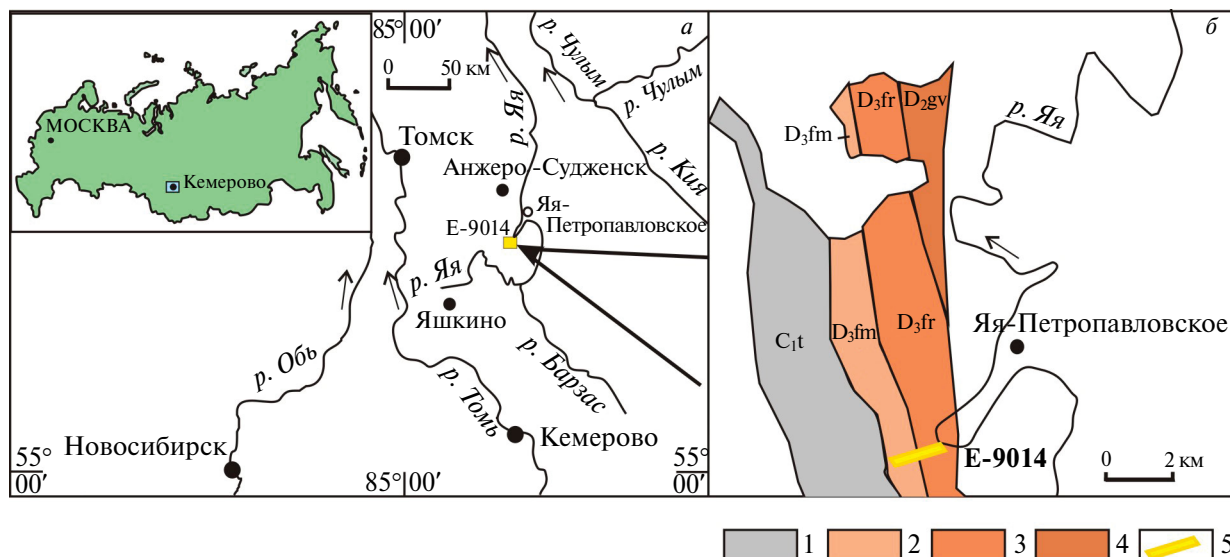 МОСКВА
Кемерово
85° 00′
а
0 50 км
р. Чулым
р. Чулым
р. Яя
р. Кия
Томск
Анжеро-Судженск
Яя-
Петропавловское
Е-9014
р. Яя
Яшкино
р. Барзас
р. Обь
р. Томь
Новосибирск
Кемерово
55°
00′
85° 00′
55°
00′
б
D₃fr
D₂gv
D₃fm
р. Яя
C₁t
D₃fm
D₃fr
Яя-Петропавловское
Е-9014
0 2 км
1 2 3 4 5